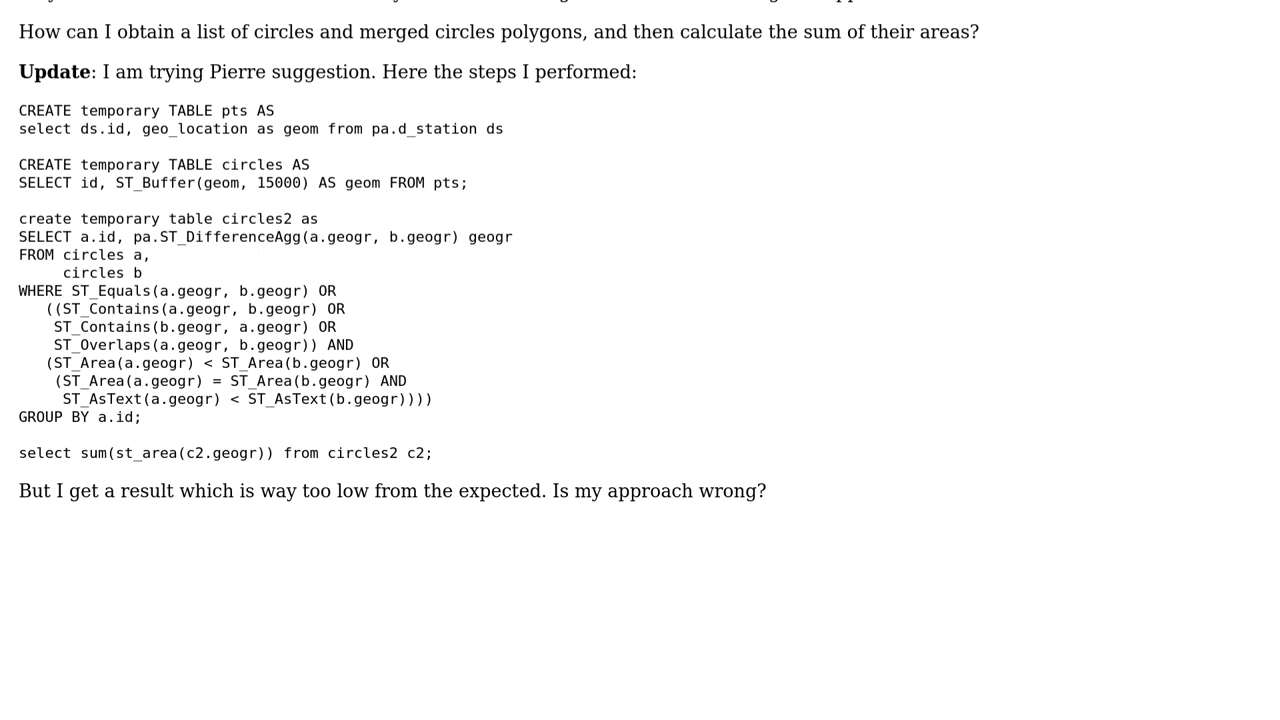 How can I obtain a list of circles and merged circles polygons, and then calculate the sum of their areas?
Update: I am trying Pierre suggestion. Here the steps I performed:
CREATE temporary TABLE pts AS
select ds.id, geo_location as geom from pa.d_station ds
CREATE temporary TABLE circles AS
SELECT id, ST_Buffer(geom, 15000) AS geom FROM pts;
create temporary table circles2 as
SELECT a.id, pa.ST_DifferenceAgg(a.geogr, b.geogr) geogr
FROM circles a,
     circles b
WHERE ST_Equals(a.geogr, b.geogr) OR
   ((ST_Contains(a.geogr, b.geogr) OR
    ST_Contains(b.geogr, a.geogr) OR
    ST_Overlaps(a.geogr, b.geogr)) AND
   (ST_Area(a.geogr) < ST_Area(b.geogr) OR
    (ST_Area(a.geogr) = ST_Area(b.geogr) AND
     ST_AsText(a.geogr) < ST_AsText(b.geogr))))
GROUP BY a.id;
select sum(st_area(c2.geogr)) from circles2 c2;
But I get a result which is way too low from the expected. Is my approach wrong?